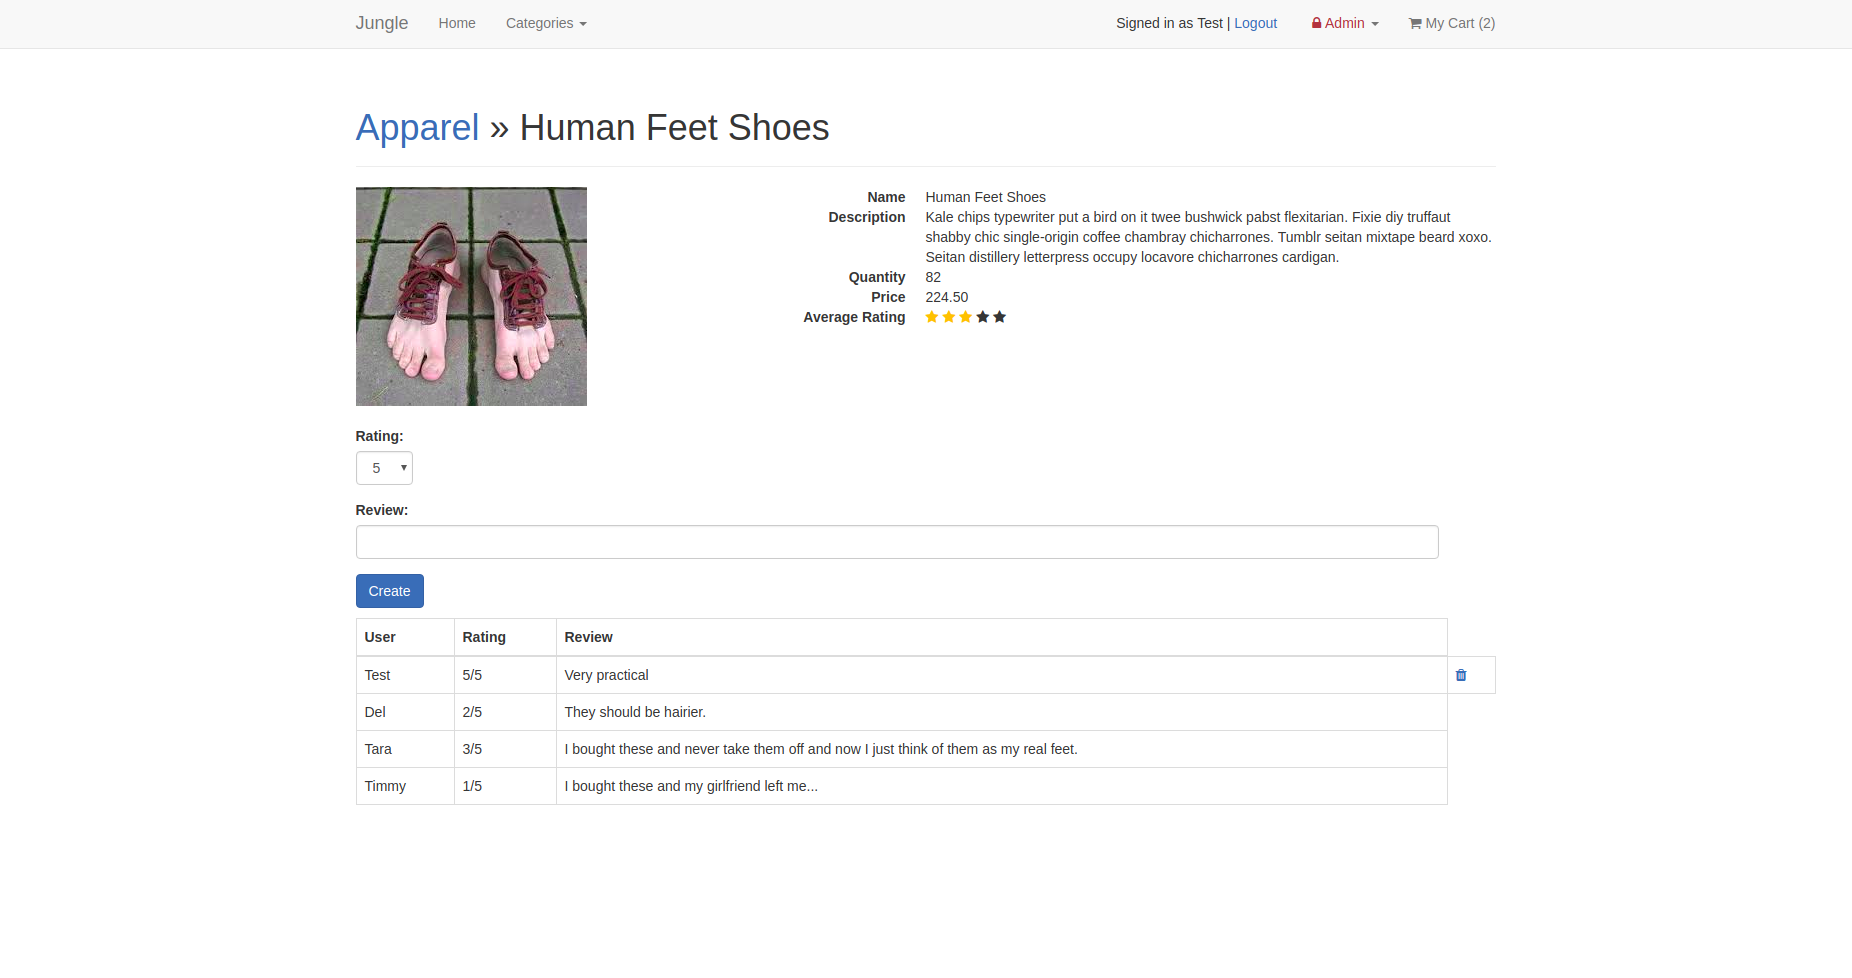 Jungle Home Categories Signed in as Test | Logout Admin My Cart (2)
Apparel » Human Feet Shoes
Name Human Feet Shoes
Description Kale chips typewriter put a bird on it twee bushwick pabst flexitarian. Fixie diy truffaut
shabby chic single-origin coffee chambray chicharrones. Tumblr seitan mixtape beard xoxo.
Seitan distillery letterpress occupy locavore chicharrones cardigan.
Quantity 82
Price 224.50
Average Rating
Rating:
5
Review:
Create
User Rating Review
Test 5/5 Very practical
Del 2/5 They should be hairier.
Tara 3/5 I bought these and never take them off and now I just think of them as my real feet.
Timmy 1/5 I bought these and my girlfriend left me...